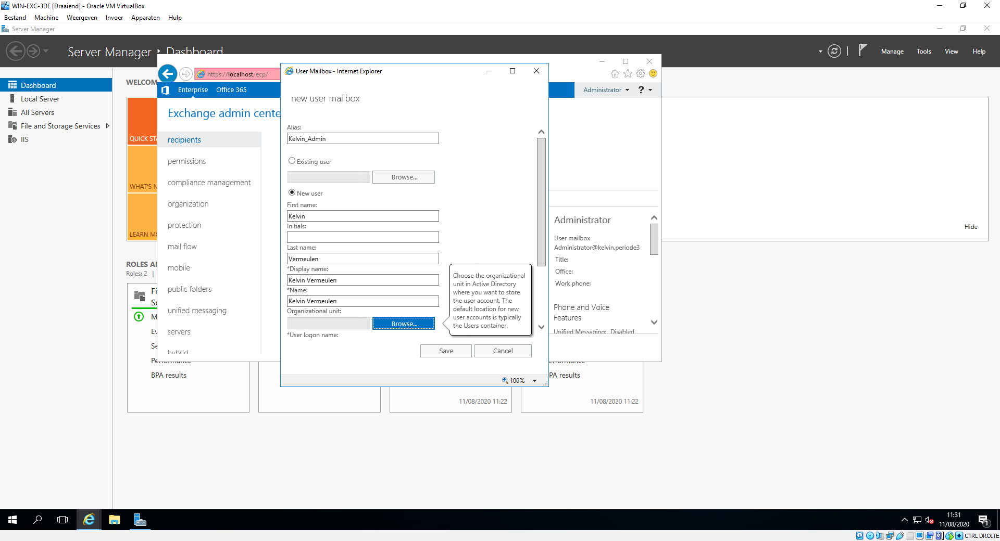 WIN-EXC-3DE [Draaiend] - Oracle VM VirtualBox
Bestand Machine Weergeven Invoer Apparaten Hulp
Server Manager
Server Manager Dashboard
Manage Tools View Help
Dashboard
Local Server
All Servers
File and Storage Services
IIS
WELCOM
QUICK STA
WHAT'S N
LEARN MO
Hide
ROLES AN
Roles: 2 |
Fi
Se
M
Ev
Se
Performance
BPA results
https://localhost/ecp/
Enterprise Office 365
Administrator ?
Exchange admin cente
recipients
permissions
compliance management
organization
protection
mail flow
mobile
public folders
unified messaging
servers
hybrid
User Mailbox - Internet Explorer
new user mailbox
Alias:
Kelvin_Admin
Existing user
Browse...
New user
First name:
Kelvin
Initials:
Last name:
Vermeulen
*Display name:
Kelvin Vermeulen
*Name:
Kelvin Vermeulen
Organizational unit:
Browse...
*User logon name:
Choose the organizational
unit in Active Directory
where you want to store
the user account. The
default location for new
user accounts is typically
the Users container.
Save Cancel
100%
Administrator
User mailbox
Administrator@kelvin.periode3
Title:
Office:
Work phone:
Phone and Voice
Features
Unified Messaging: Disabled
erformance
PA results
11/08/2020 11:22
11/08/2020 11:22
11:31
11/08/2020
1
CTRL DROITE